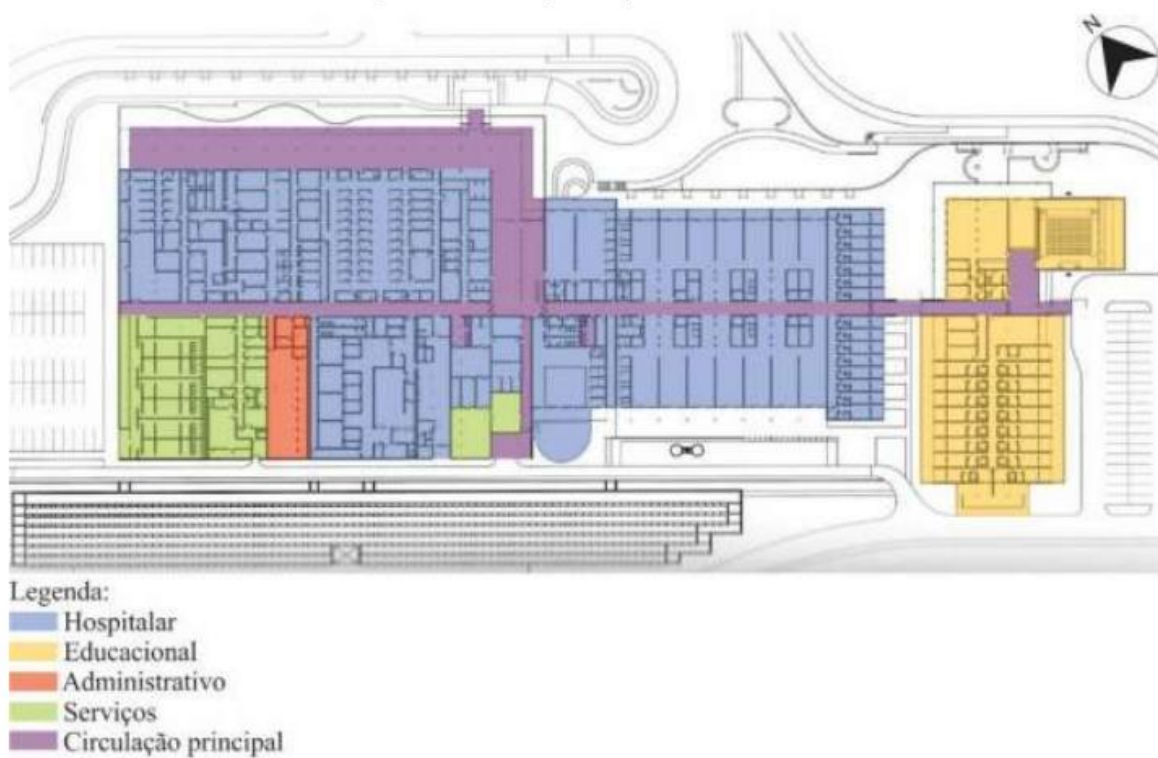 N
Legenda:
Hospitalar
Educacional
Administrativo
Serviços
Circulação principal